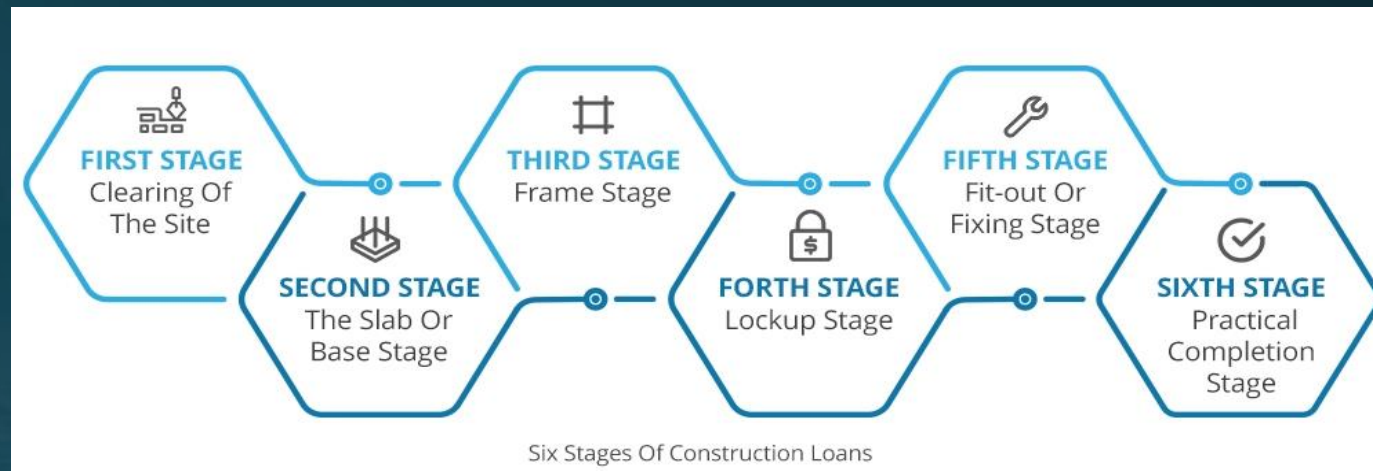 FIRST STAGE
Clearing Of
The Site
SECOND STAGE
The Slab Or
Base Stage
THIRD STAGE
Frame Stage
FORTH STAGE
$
Lockup Stage
FIFTH STAGE
Fit-out Or
Fixing Stage
SIXTH STAGE
Practical
Completion
Stage
Six Stages Of Construction Loans